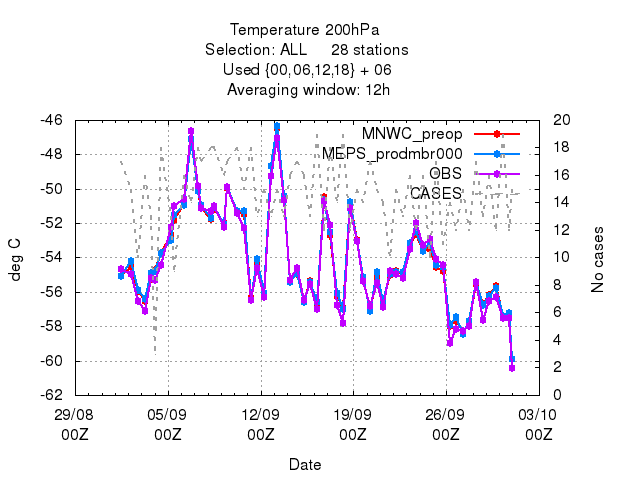 Temperature 200hPa
Selection: ALL 28 stations
Used {00,06,12,18} + 06
Averaging window: 12h
-46 20
MNWC_preop
18
-48 MEPS_prodmbr000
16
OBS
-50 CASES 14
-52 12
deg C
-54 10
No cases
8
-56
6
-58
4
-60 2
-62 0
29/08 05/09 12/09 19/09 26/09 03/10
00Z 00Z 00Z 00Z 00Z 00Z
Date